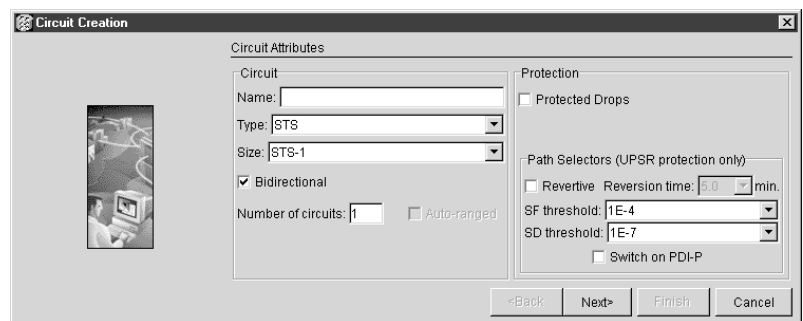 Circuit Creation
Circuit Attributes
Circuit
Name:
Type: STS
Size: STS-1
Bidirectional
Number of circuits: 1 Auto-ranged
Protection
Protected Drops
Path Selectors (UPSR protection only)
Revertive Reversion time: 5.0 min.
SF threshold: 1E-4
SD threshold: 1E-7
Switch on PDI-P
<Back Next> Finish Cancel